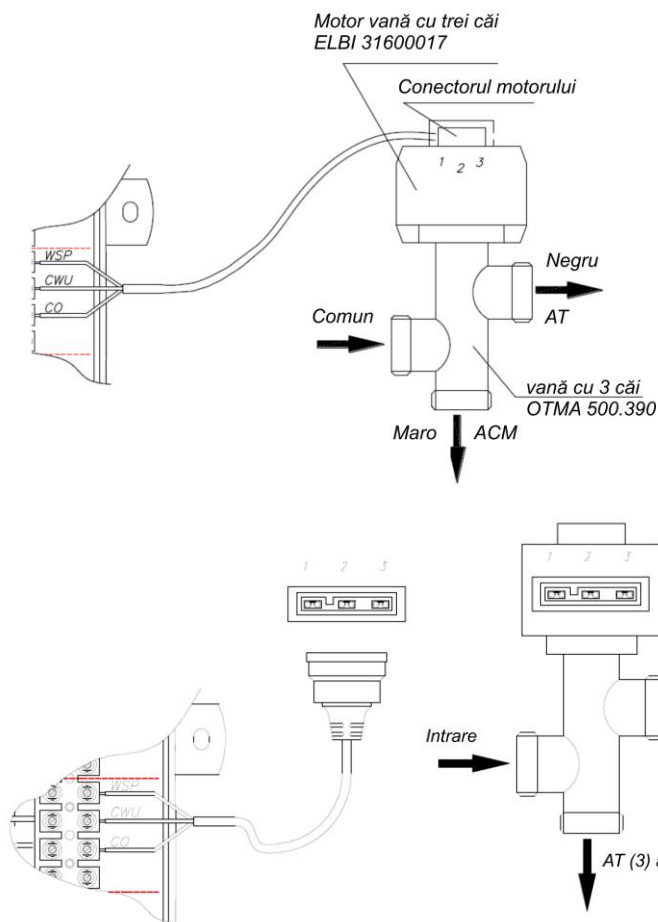 Motor vană cu trei căi
ELBI 31600017
Conectorul motorului
1 2 3
WSP
CWU
CO
Negru
AT
Comun
vană cu 3 căi
OTMA 500.390
Maro ACM
1 2 3
1 2 3
Intrare
WSP
CWU
CO
AT (3) a